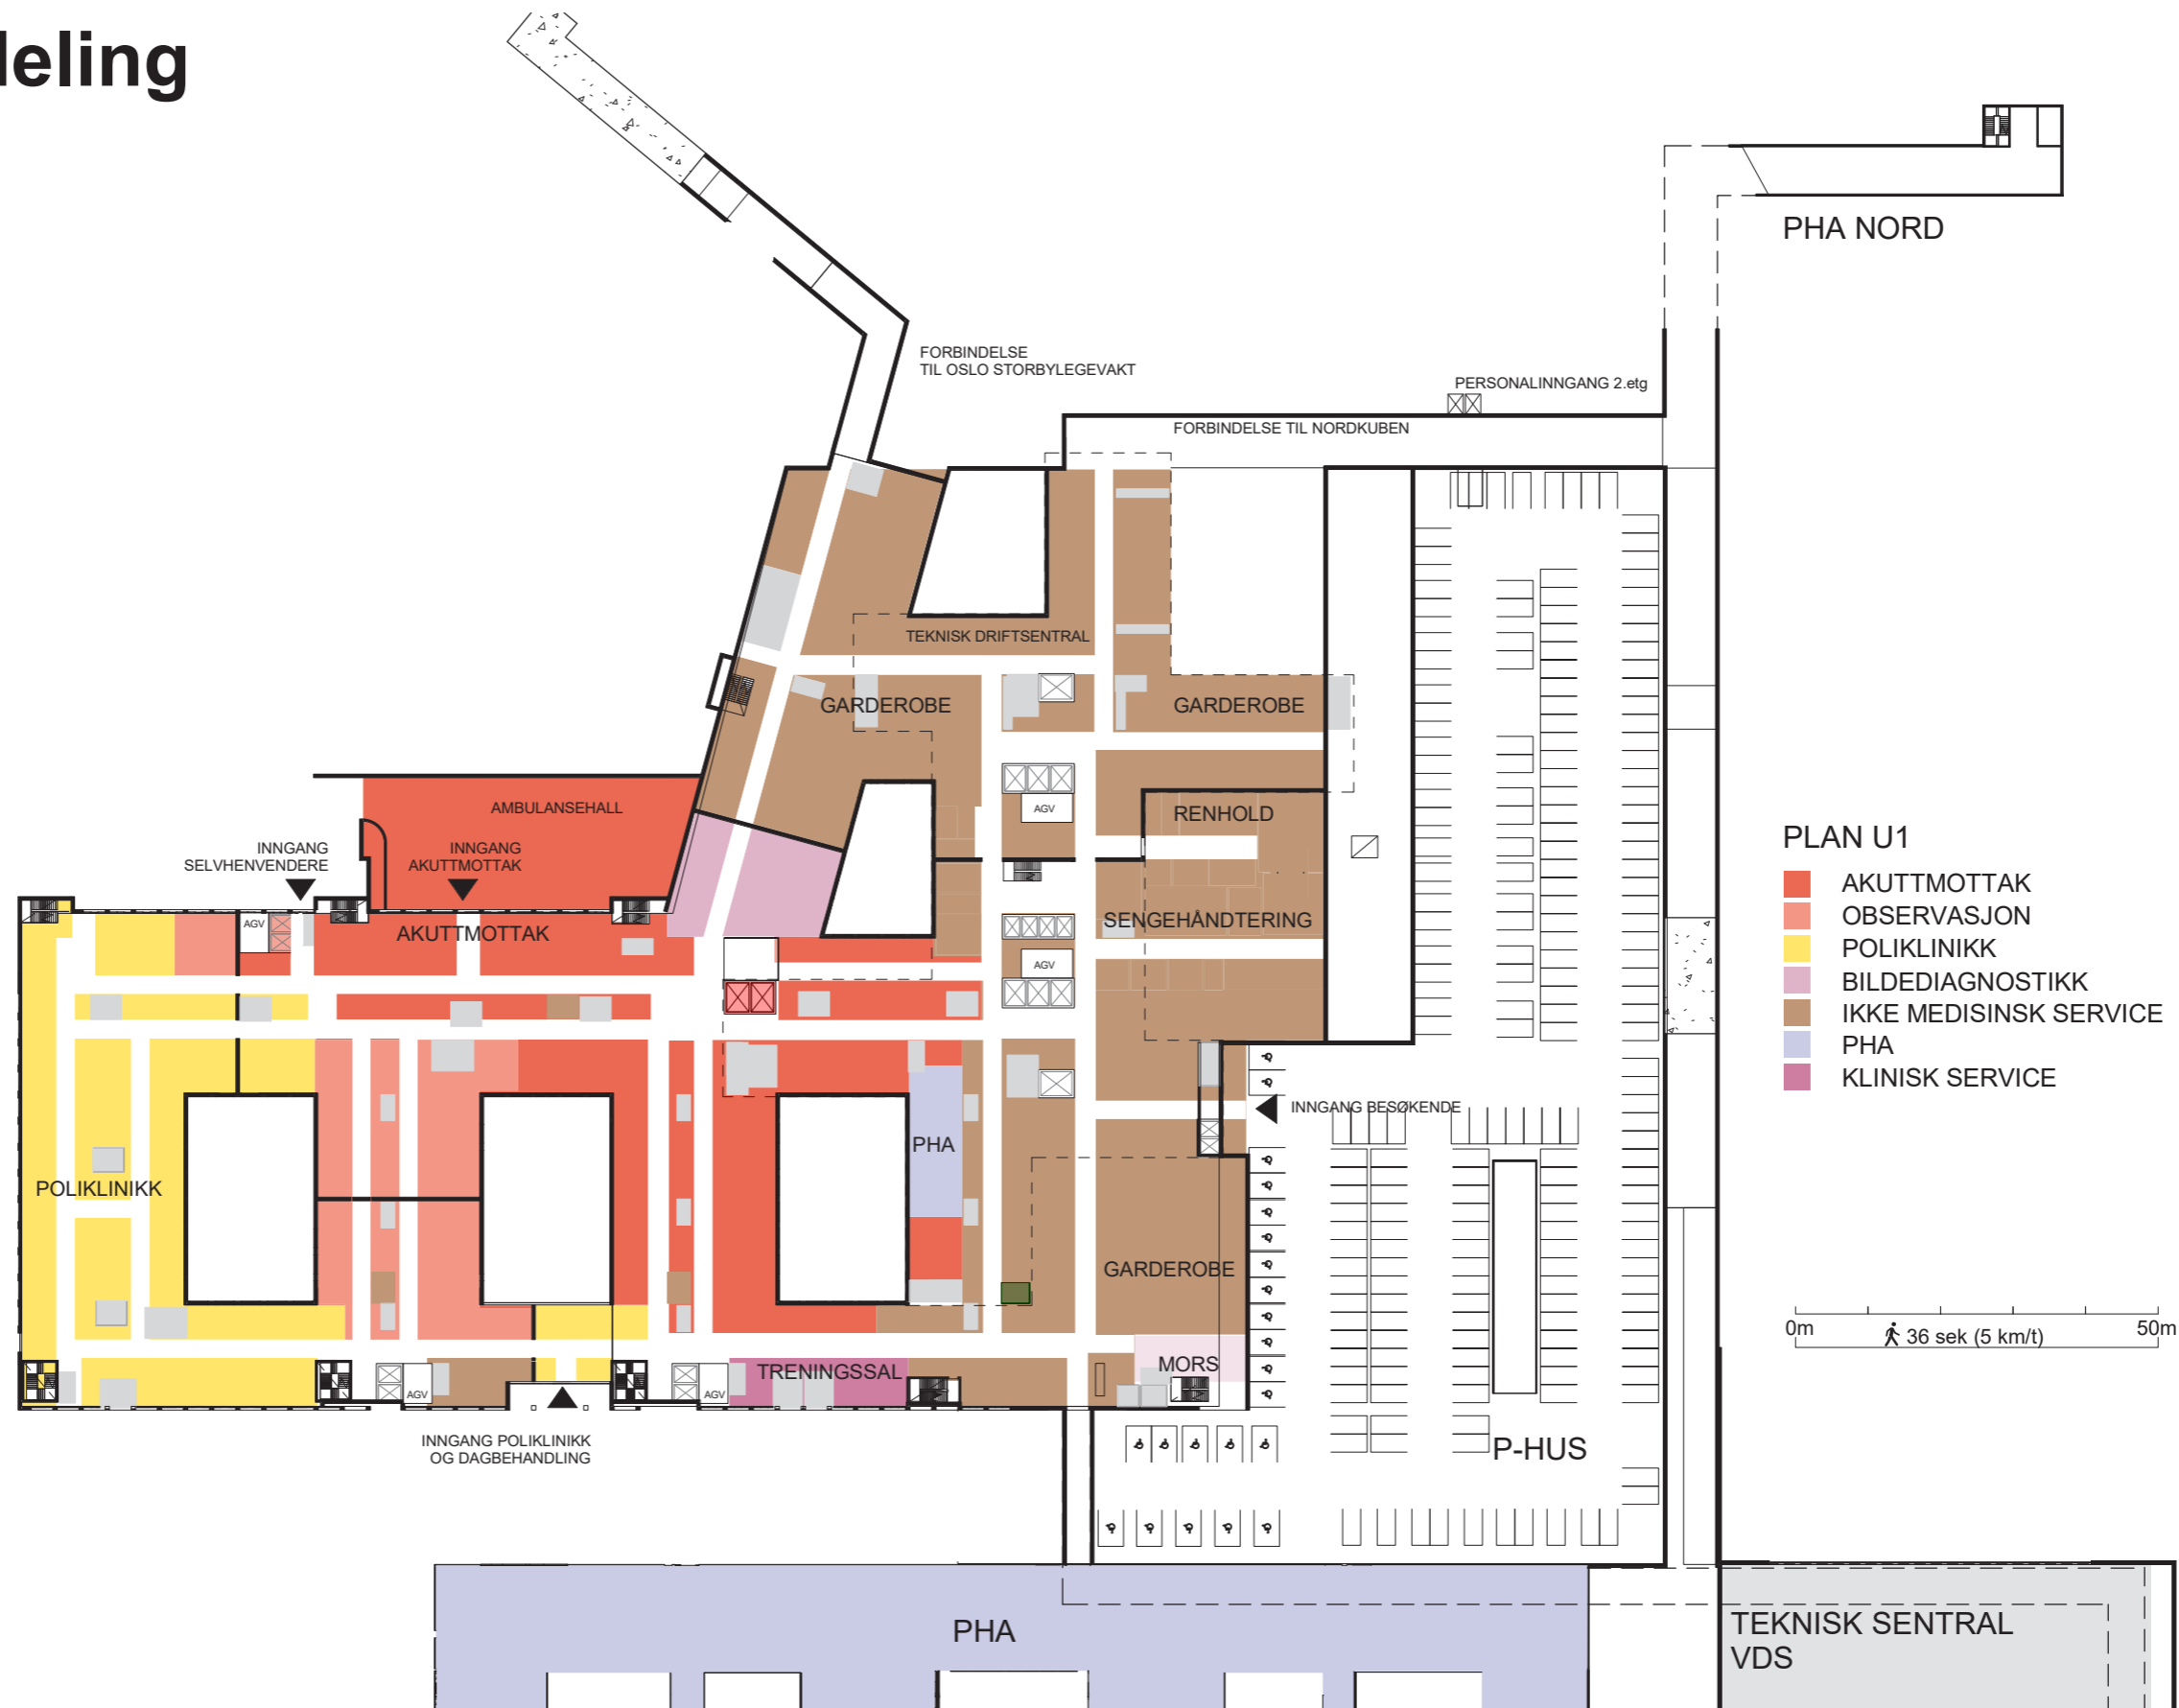 deling
PHA NORD
FORBINDELSE
TIL OSLO STORBYLEGEVAKT
PERSONALINNGANG 2.etg
FORBINDELSE TIL NORDKUBEN
TEKNISK DRIFTSENTRAL
GARDEROBE
GARDEROBE
AMBULANSEHALL
AGV
RENHOLD
INNGANG
SELVHENVENDERE
INNGANG
AKUTTMOTTAK
PLAN U1
AKUTTMOTTAK
OBSERVASJON
POLIKLINIKK
BILDEDIAGNOSTIKK
IKKE MEDISINSK SERVICE
PHA
KLINISK SERVICE
AGV
AKUTTMOTTAK
SENGEHÅNDTERING
AGV
INNGANG BESØKENDE
PHA
POLIKLINIKK
GARDEROBE
0m
36 sek (5 km/t)
50m
MORS
TRENINGSSAL
AGV
AGV
INNGANG POLIKLINIKK
OG DAGBEHANDLING
P-HUS
PHA
TEKNISK SENTRAL
VDS